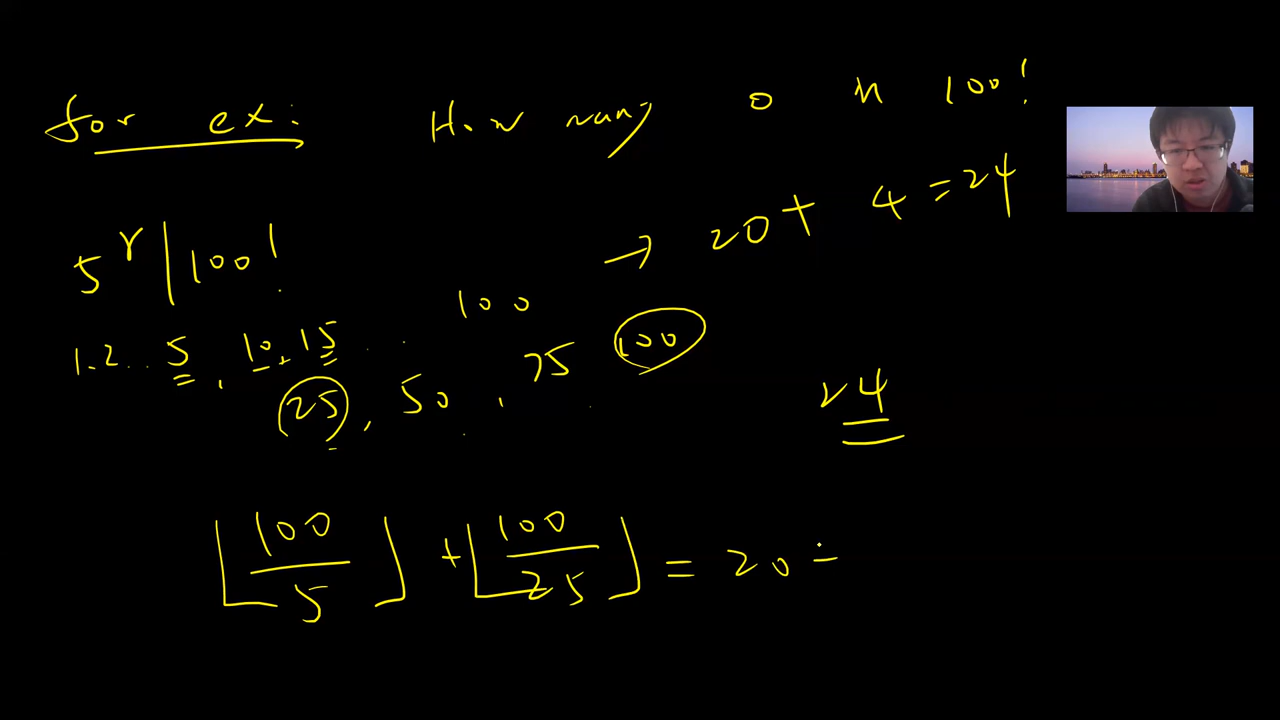 for ex: How many 0 in 100!
→ 20 + 4 = 24
5^r | 100!
1.2... 5, 10, 15 ... 100
25, 50, 75 100
24
⌊100/5⌋ + ⌊100/25⌋ = 20 -